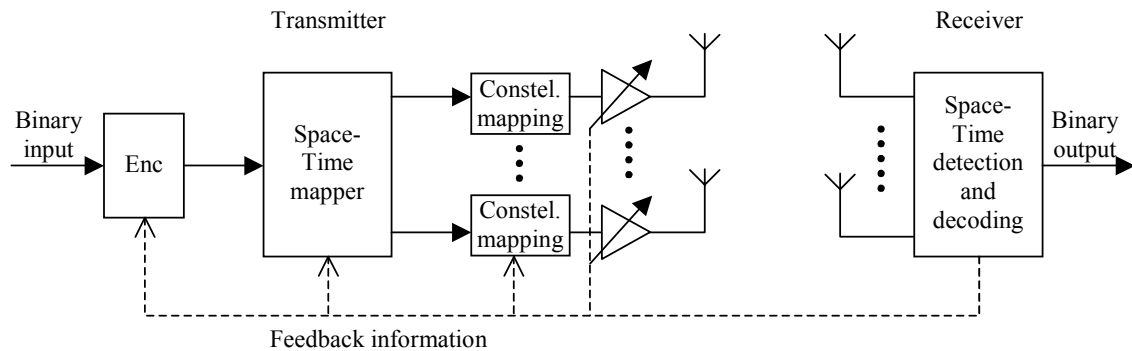 Transmitter
Receiver
Binary
input
Enc
Space-
Time
mapper
Constel.
mapping
Constel.
mapping
Space-
Time
detection
and
decoding
Binary
output
Feedback information